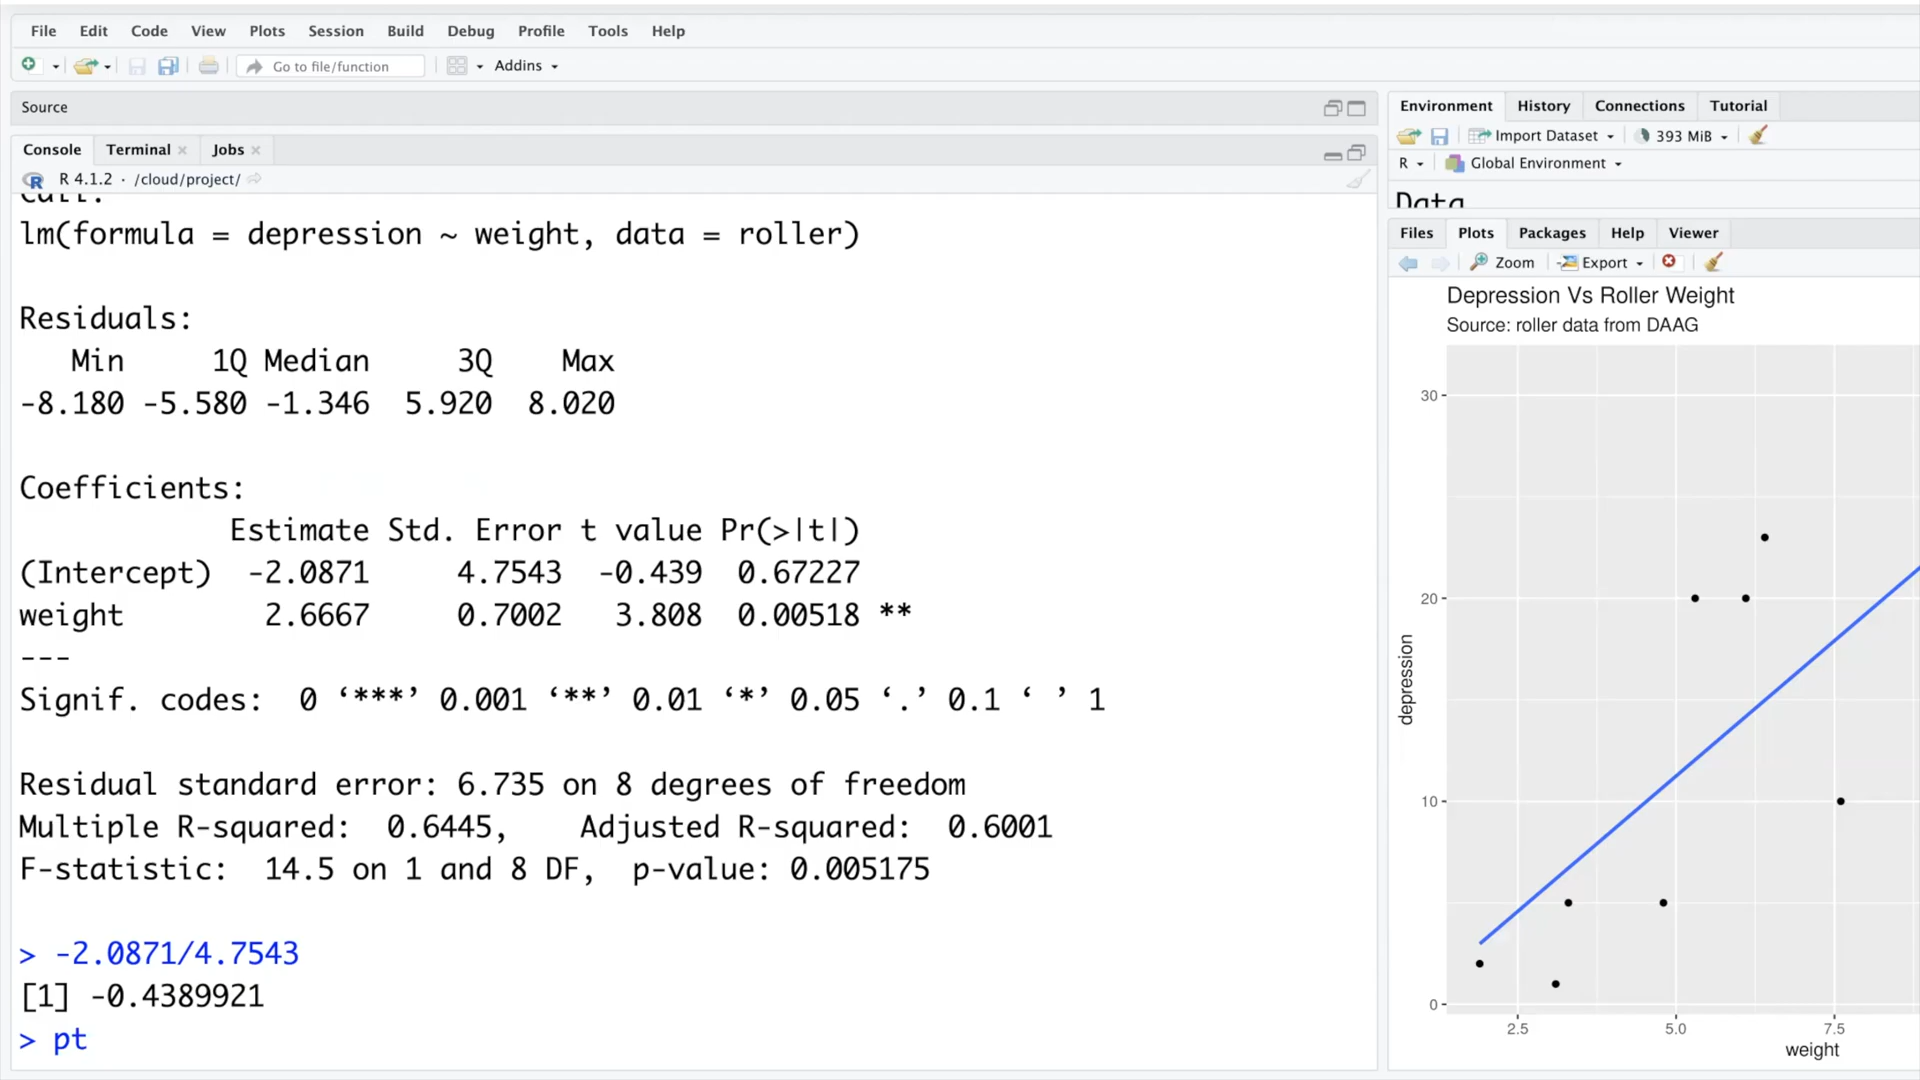 File Edit Code View Plots Session Build Debug Profile Tools Help
Go to file/function Addins
Source
Console Terminal Jobs
R 4.1.2 · /cloud/project/
Call:
lm(formula = depression ~ weight, data = roller)
Residuals:
Min 1Q Median 3Q Max
-8.180 -5.580 -1.346 5.920 8.020
Coefficients:
Estimate Std. Error t value Pr(>|t|)
(Intercept) -2.0871 4.7543 -0.439 0.67227
weight 2.6667 0.7002 3.808 0.00518 **
---
Signif. codes: 0 ‘***’ 0.001 ‘**’ 0.01 ‘*’ 0.05 ‘.’ 0.1 ‘ ’ 1
Residual standard error: 6.735 on 8 degrees of freedom
Multiple R-squared: 0.6445, Adjusted R-squared: 0.6001
F-statistic: 14.5 on 1 and 8 DF, p-value: 0.005175
> -2.0871/4.7543
[1] -0.4389921
> pt
Environment History Connections Tutorial
Import Dataset 393 MiB
R Global Environment
Data
Files Plots Packages Help Viewer
Zoom Export
Depression Vs Roller Weight
Source: roller data from DAAG
30
20
10
0
depression
2.5 5.0 7.5
weight